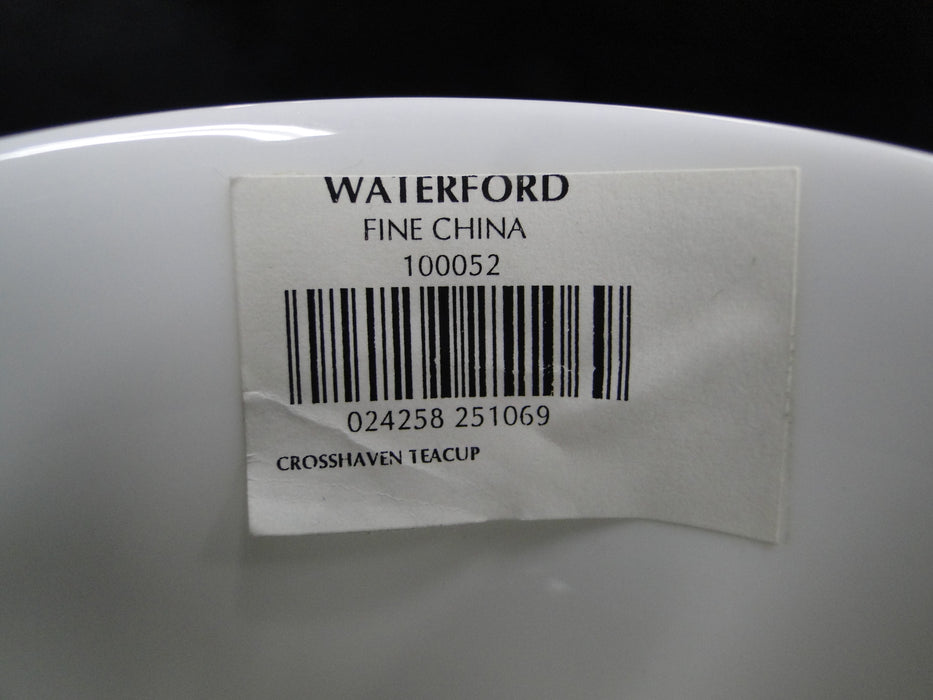 WATERFORD
FINE CHINA
100052
024258 251069
CROSSHAVEN TEACUP